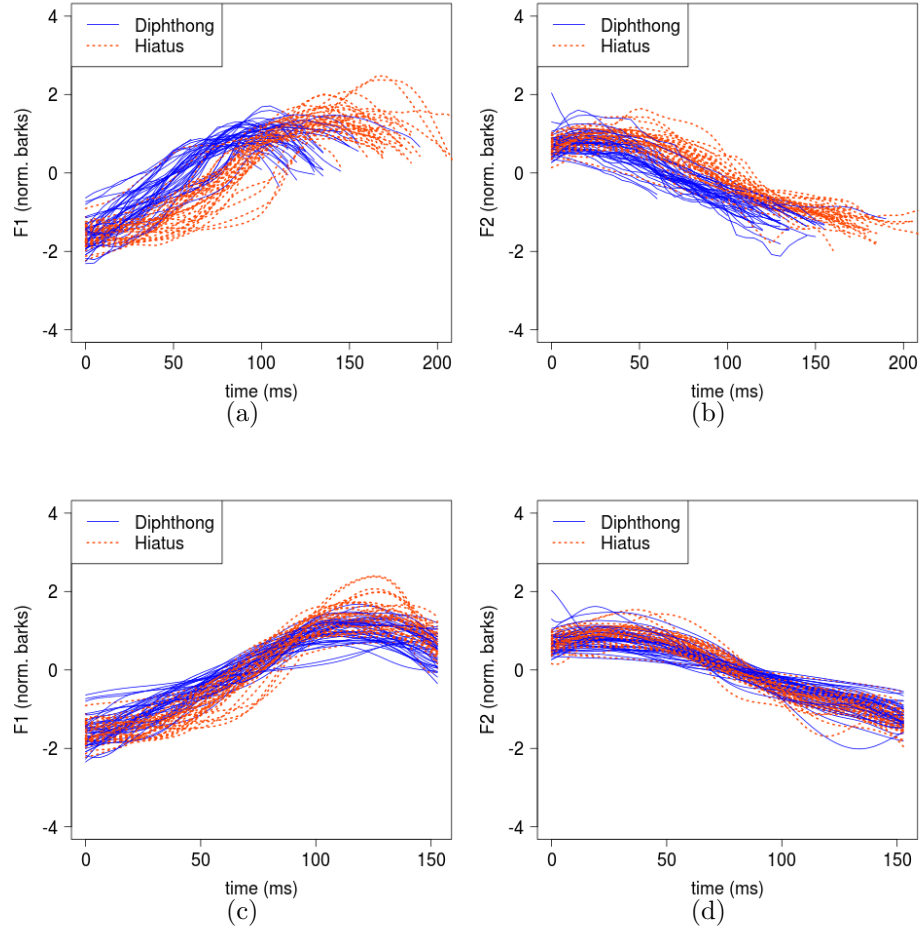 4
2
0
-2
-4
F1 (norm. barks)
Diphthong
Hiatus
0
50
100
150
200
time (ms)
(a)
4
2
0
-2
-4
F2 (norm. barks)
Diphthong
Hiatus
0
50
100
150
200
time (ms)
(b)
4
2
0
-2
-4
F1 (norm. barks)
Diphthong
Hiatus
0
50
100
150
time (ms)
(c)
4
2
0
-2
-4
F2 (norm. barks)
Diphthong
Hiatus
0
50
100
150
time (ms)
(d)